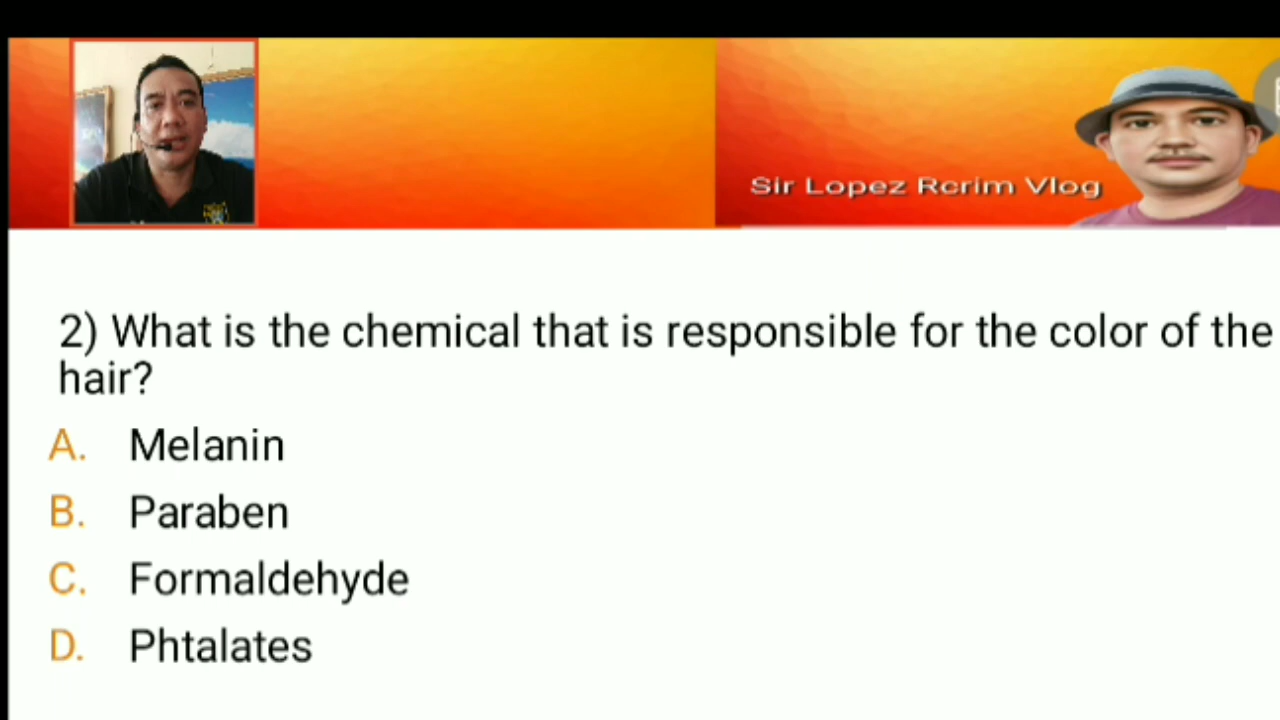 Sir Lopez Rcrim Vlog
2) What is the chemical that is responsible for the color of the
hair?
A. Melanin
B. Paraben
C. Formaldehyde
D. Phtalates